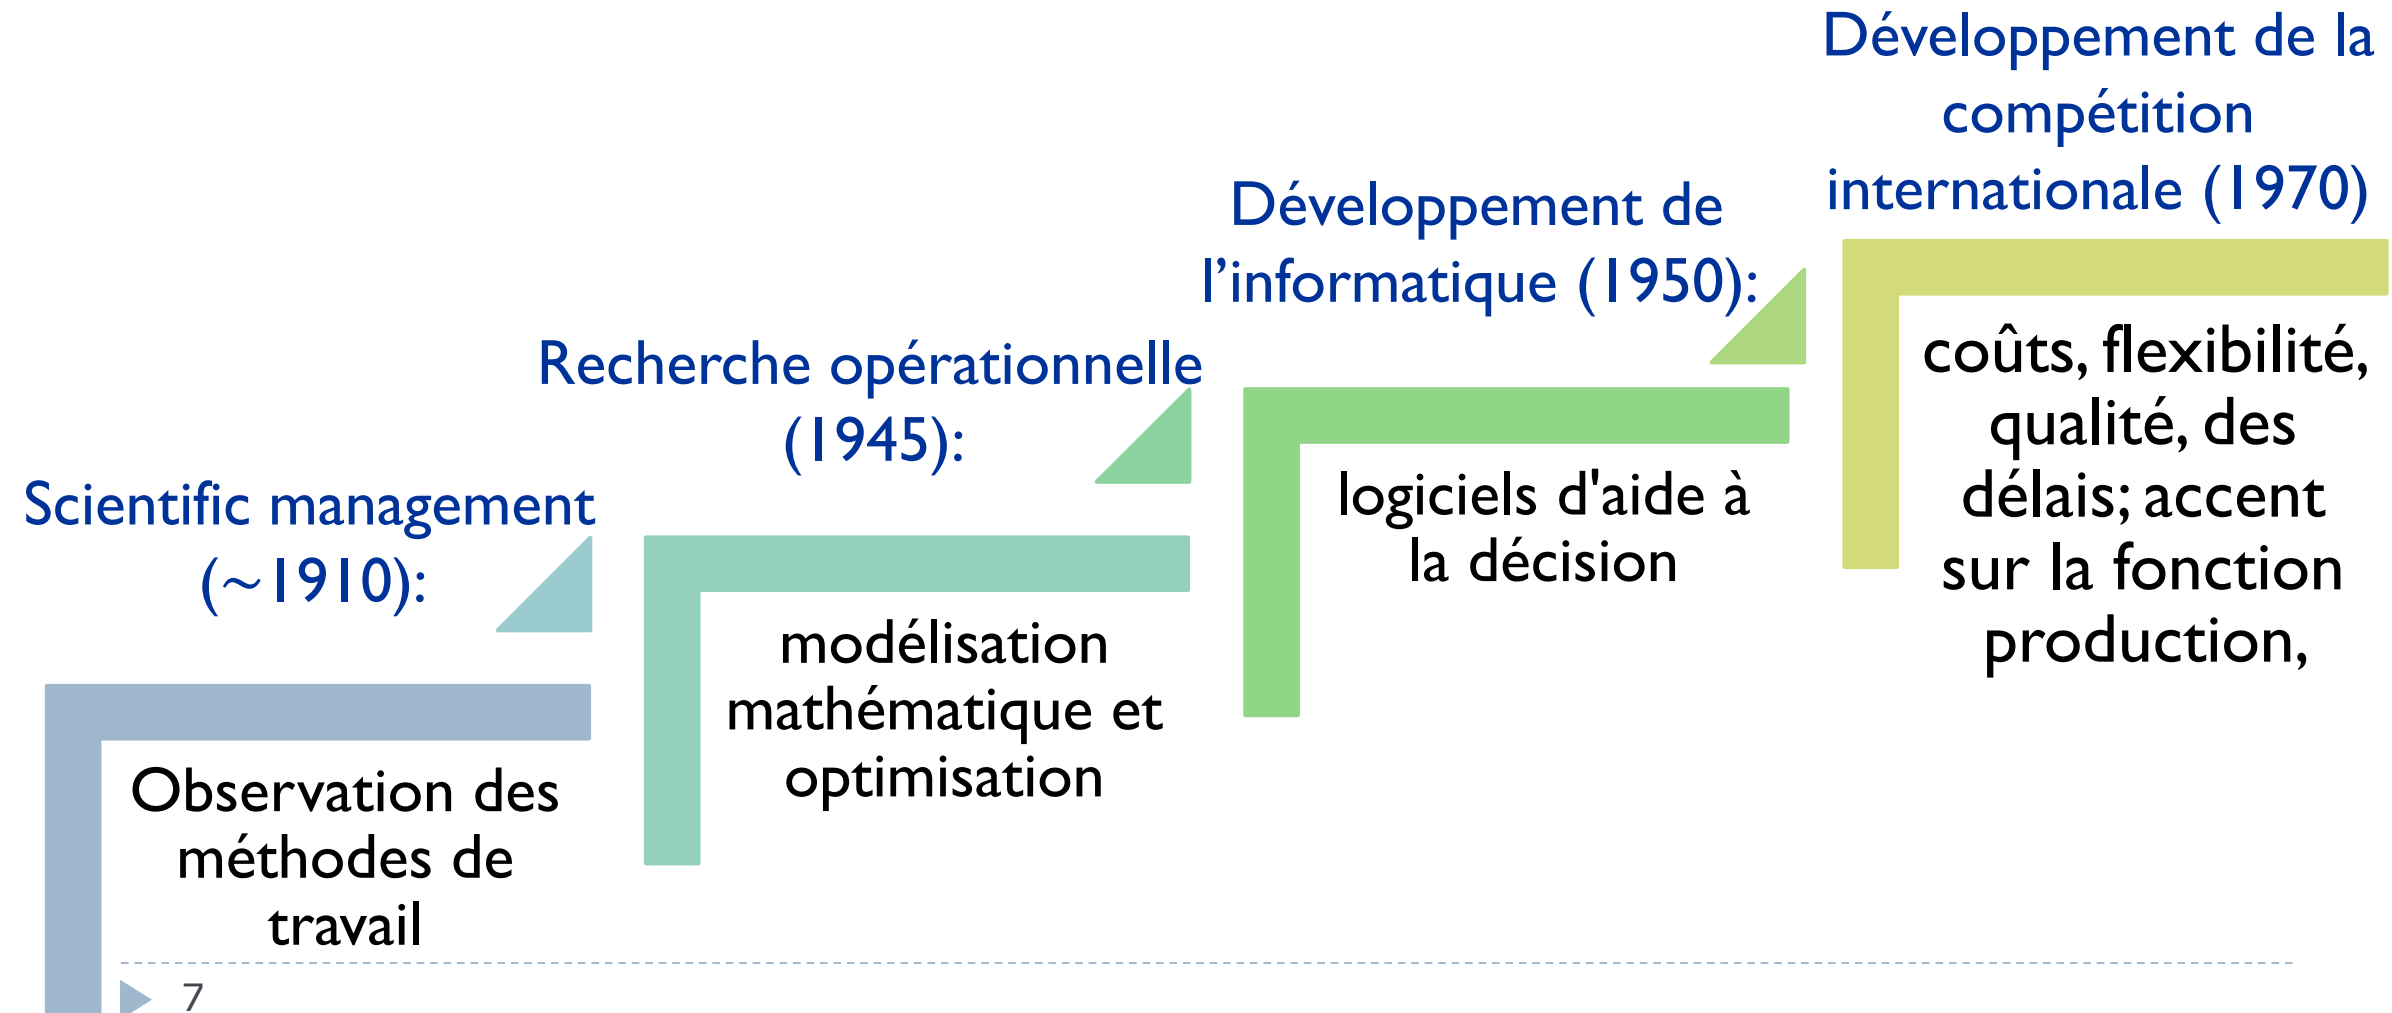 Scientific management
(~1910):
Observation des
méthodes de
travail
Recherche opérationnelle
(1945):
modélisation
mathématique et
optimisation
Développement de
l’informatique (1950):
logiciels d'aide à
la décision
Développement de la
compétition
internationale (1970)
coûts, flexibilité,
qualité, des
délais; accent
sur la fonction
production,
7